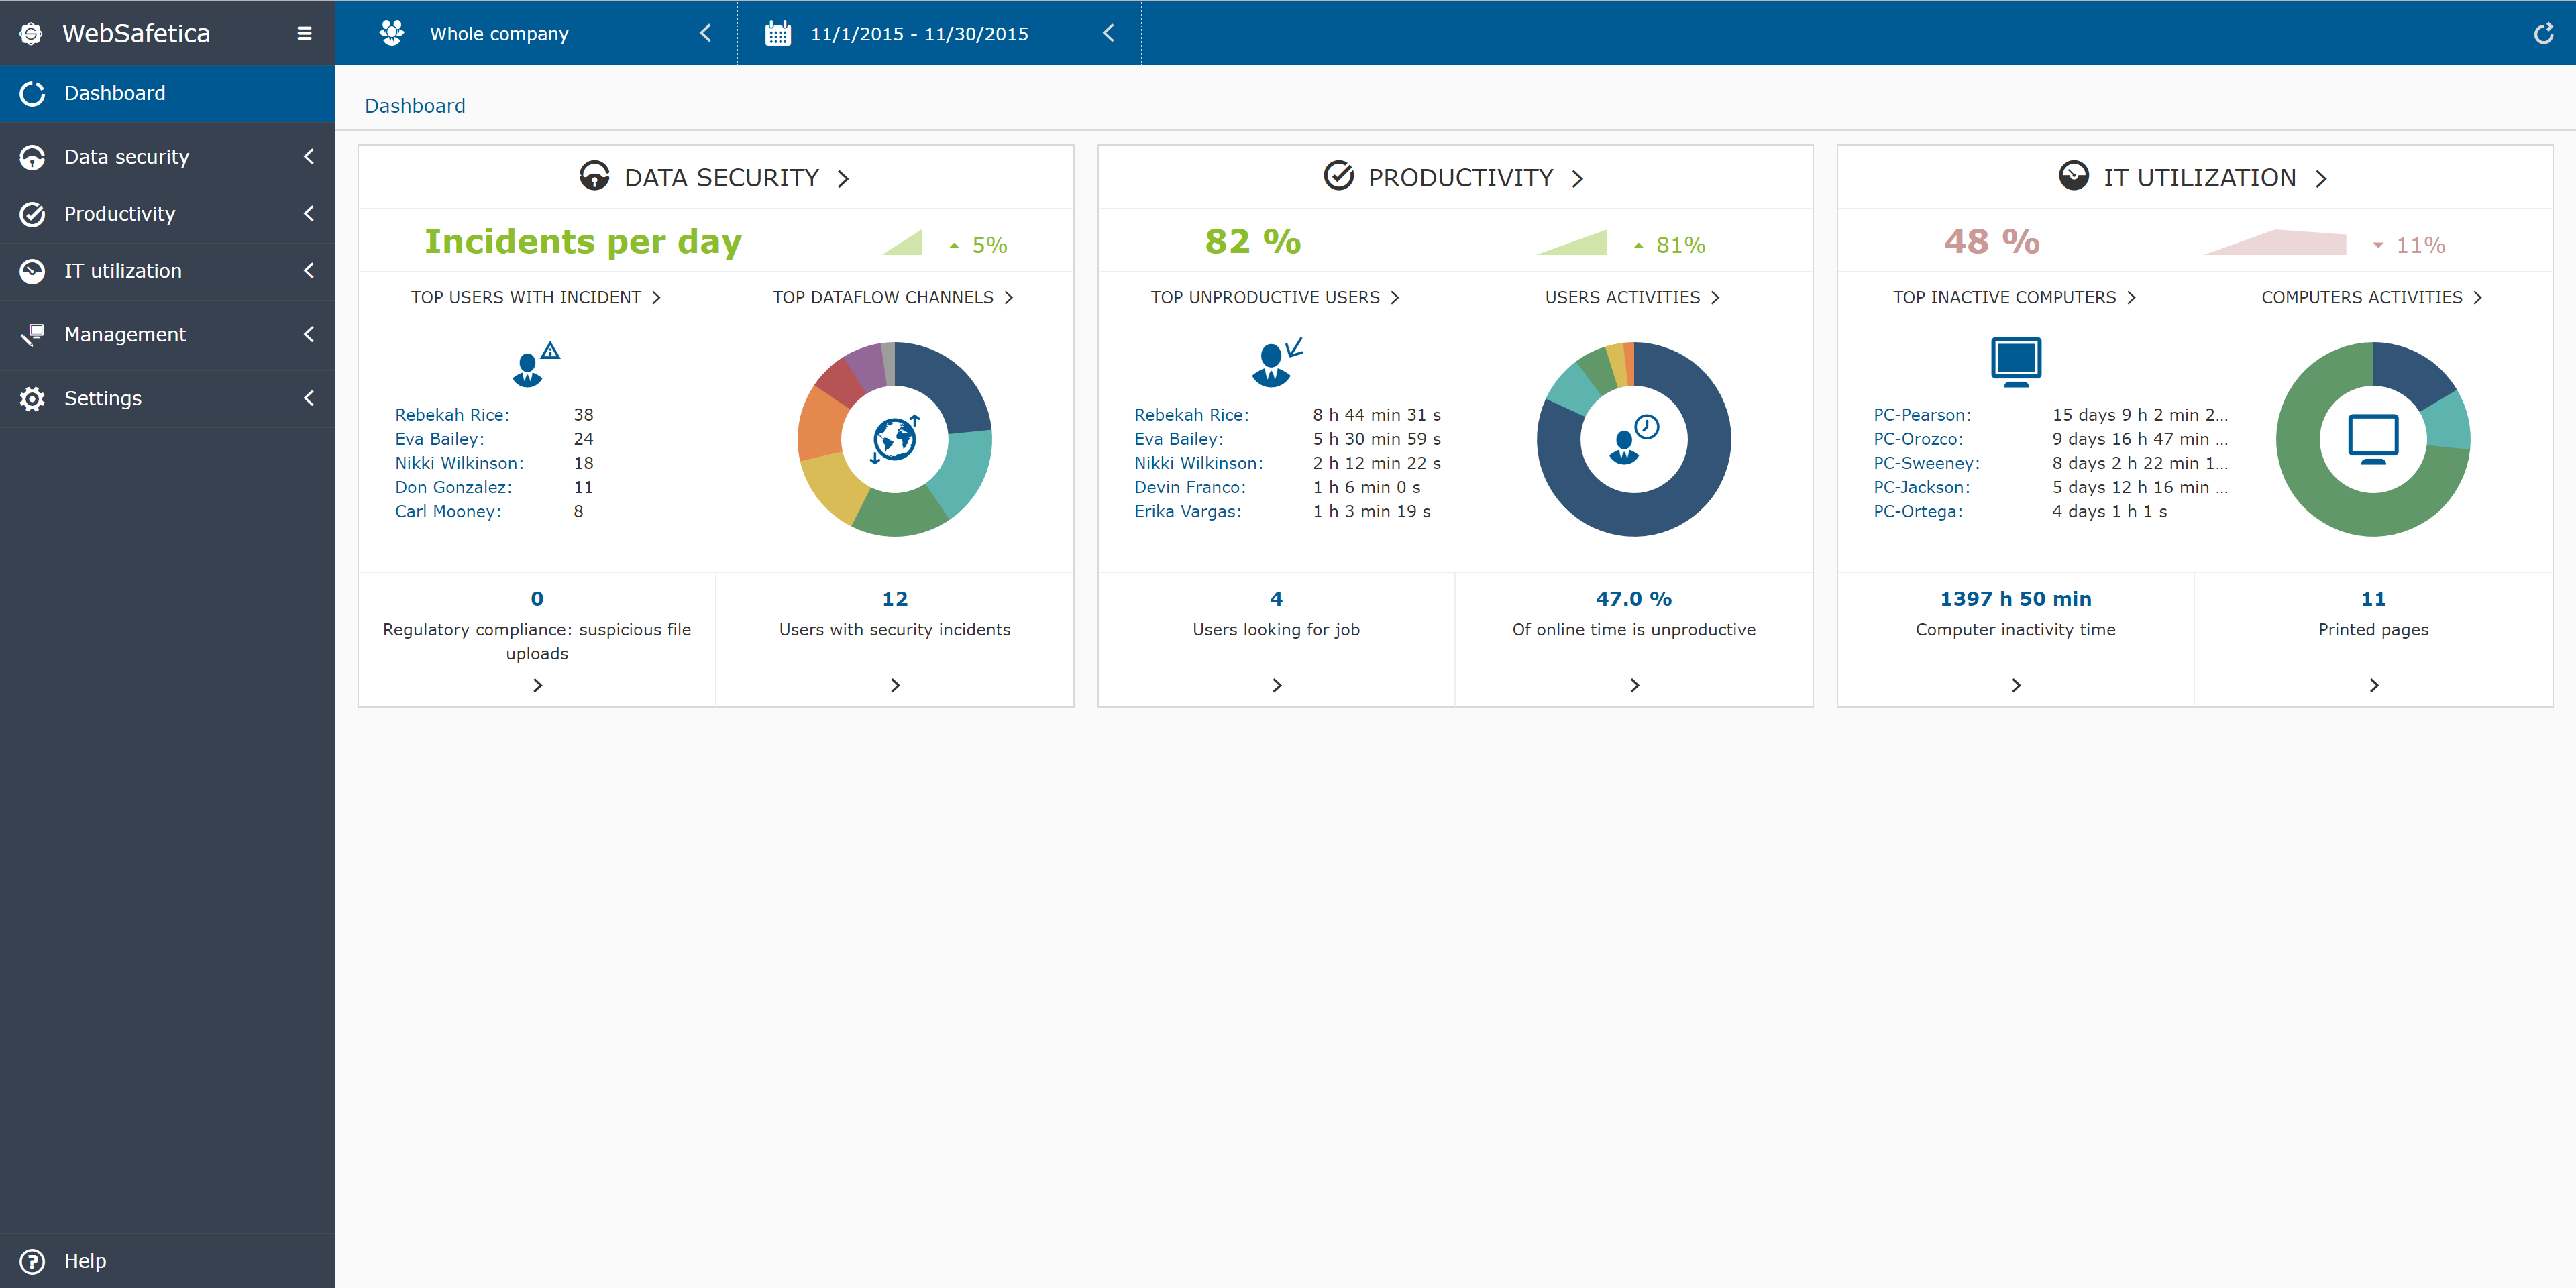 WebSafetica
Whole company
11/1/2015 - 11/30/2015
Dashboard
Data security
Productivity
IT utilization
Management
Settings
Help
Dashboard
DATA SECURITY
Incidents per day
5%
TOP USERS WITH INCIDENT
TOP DATAFLOW CHANNELS
Rebekah Rice: 38
Eva Bailey: 24
Nikki Wilkinson: 18
Don Gonzalez: 11
Carl Mooney: 8
0
Regulatory compliance: suspicious file
uploads
12
Users with security incidents
PRODUCTIVITY
82 %
81%
TOP UNPRODUCTIVE USERS
USERS ACTIVITIES
Rebekah Rice: 8 h 44 min 31 s
Eva Bailey: 5 h 30 min 59 s
Nikki Wilkinson: 2 h 12 min 22 s
Devin Franco: 1 h 6 min 0 s
Erika Vargas: 1 h 3 min 19 s
4
Users looking for job
47.0 %
Of online time is unproductive
IT UTILIZATION
48 %
11%
TOP INACTIVE COMPUTERS
COMPUTERS ACTIVITIES
PC-Pearson: 15 days 9 h 2 min 2...
PC-Orozco: 9 days 16 h 47 min ...
PC-Sweeney: 8 days 2 h 22 min 1...
PC-Jackson: 5 days 12 h 16 min ...
PC-Ortega: 4 days 1 h 1 s
1397 h 50 min
Computer inactivity time
11
Printed pages